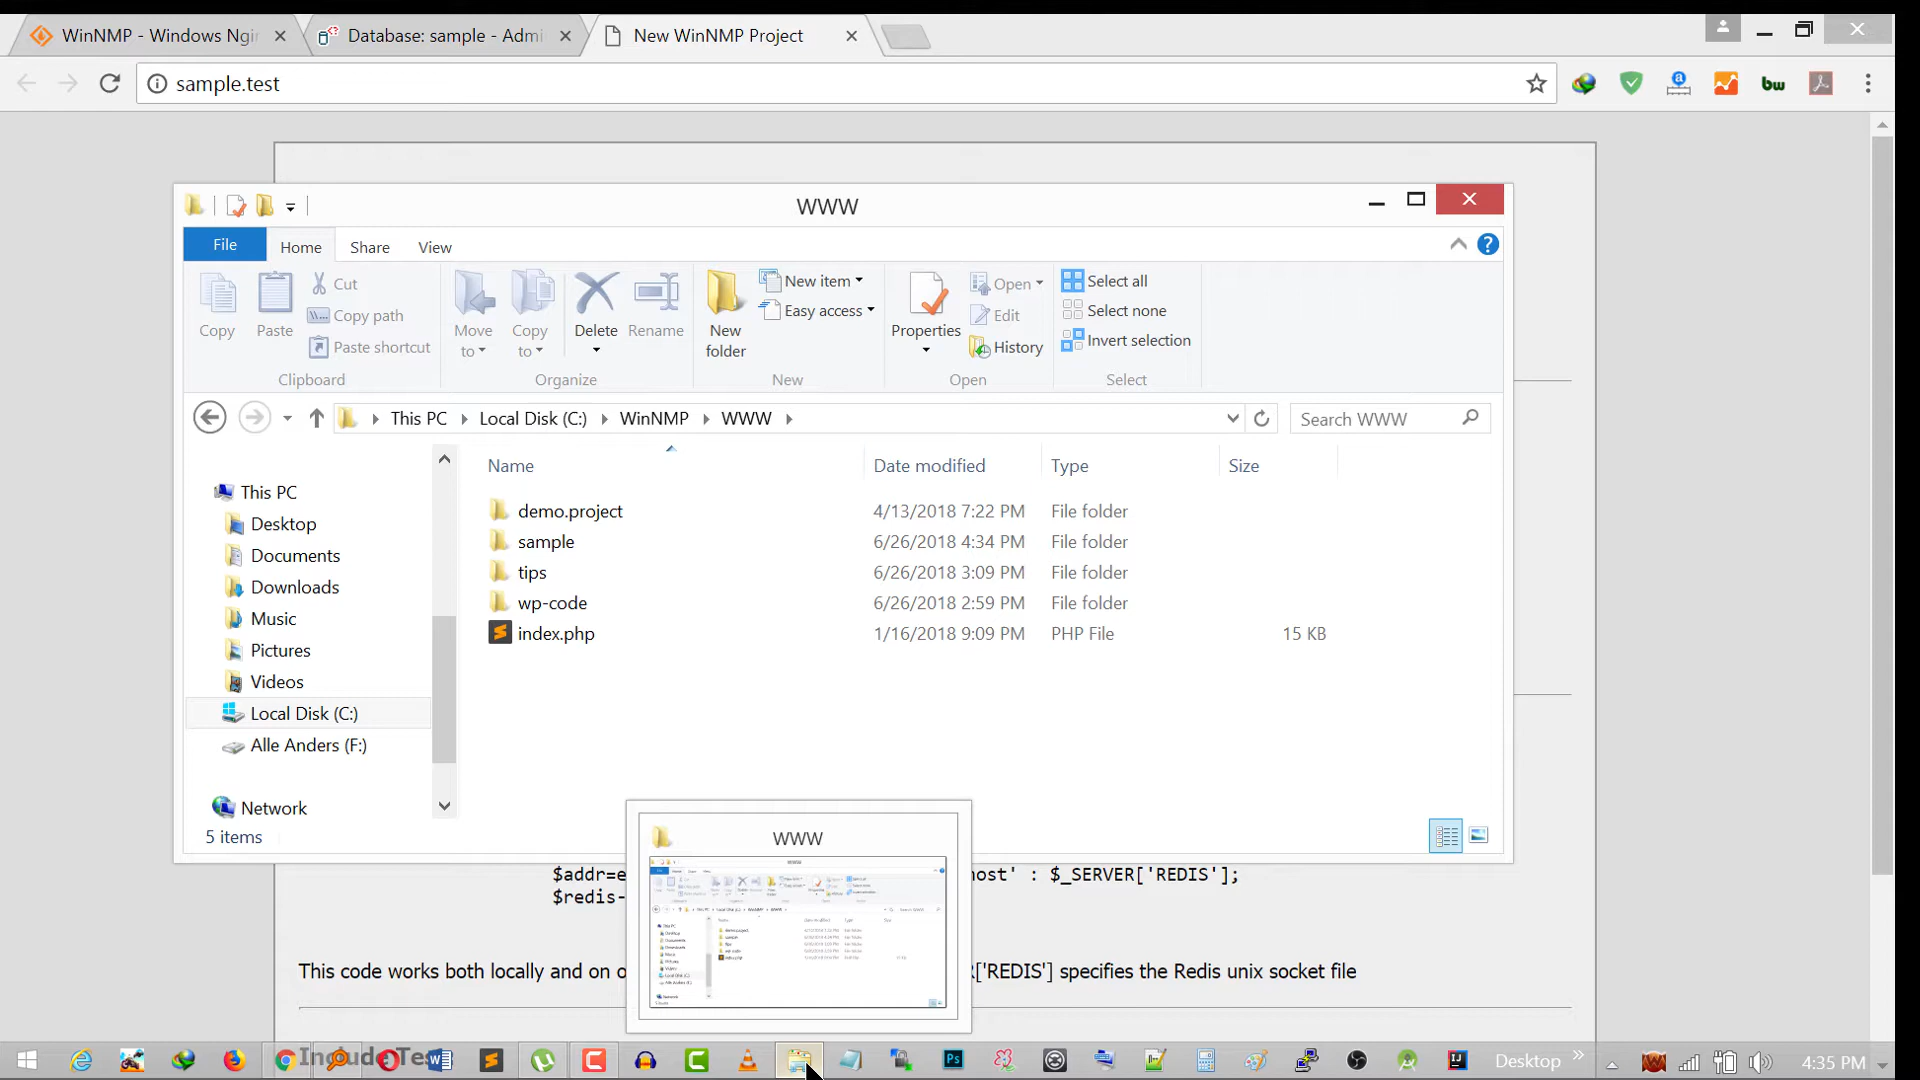 WinNMP - Windows Ngi
Database: sample - Admi
New WinNMP Project
sample.test
WWW
File
Home
Share
View
Copy
Paste
Cut
Copy path
Paste shortcut
Clipboard
Move to
Copy to
Delete
Rename
Organize
New folder
New item
Easy access
New
Properties
Open
Edit
History
Open
Select all
Select none
Invert selection
Select
This PC
Local Disk (C:)
WinNMP
WWW
Search WWW
This PC
Desktop
Documents
Downloads
Music
Pictures
Videos
Local Disk (C:)
Alle Anders (F:)
Network
Name Date modified Type Size
demo.project 4/13/2018 7:22 PM File folder
sample 6/26/2018 4:34 PM File folder
tips 6/26/2018 3:09 PM File folder
wp-code 6/26/2018 2:59 PM File folder
index.php 1/16/2018 9:09 PM PHP File 15 KB
5 items
WWW
$addr=e ost' : $_SERVER['REDIS'];
$redis-
This code works both locally and on o ['REDIS'] specifies the Redis unix socket file
Include Te
bw
Ps
Desktop
4:35 PM